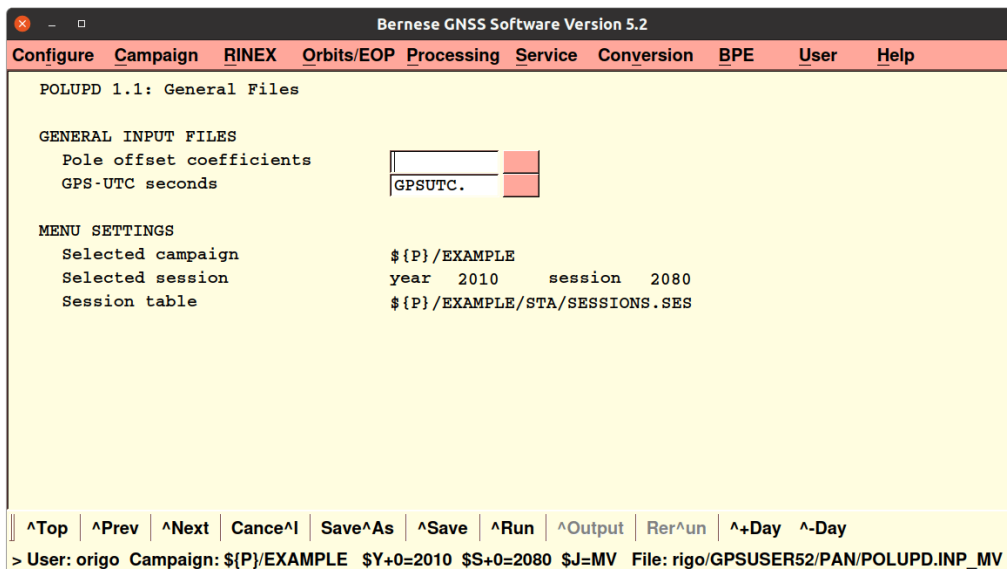 Bernese GNSS Software Version 5.2
Configure Campaign RINEX Orbits/EOP Processing Service Conversion BPE User Help
POLUPD 1.1: General Files
GENERAL INPUT FILES
Pole offset coefficients
GPS-UTC seconds GPSUTC.
MENU SETTINGS
Selected campaign ${P}/EXAMPLE
Selected session year 2010 session 2080
Session table ${P}/EXAMPLE/STA/SESSIONS.SES
^Top ^Prev ^Next Cance^l Save^As ^Save ^Run ^Output Rer^un ^+Day ^-Day
> User: origo Campaign: ${P}/EXAMPLE $Y+0=2010 $S+0=2080 $J=MV File: rigo/GPSUSER52/PAN/POLUPD.INP_MV